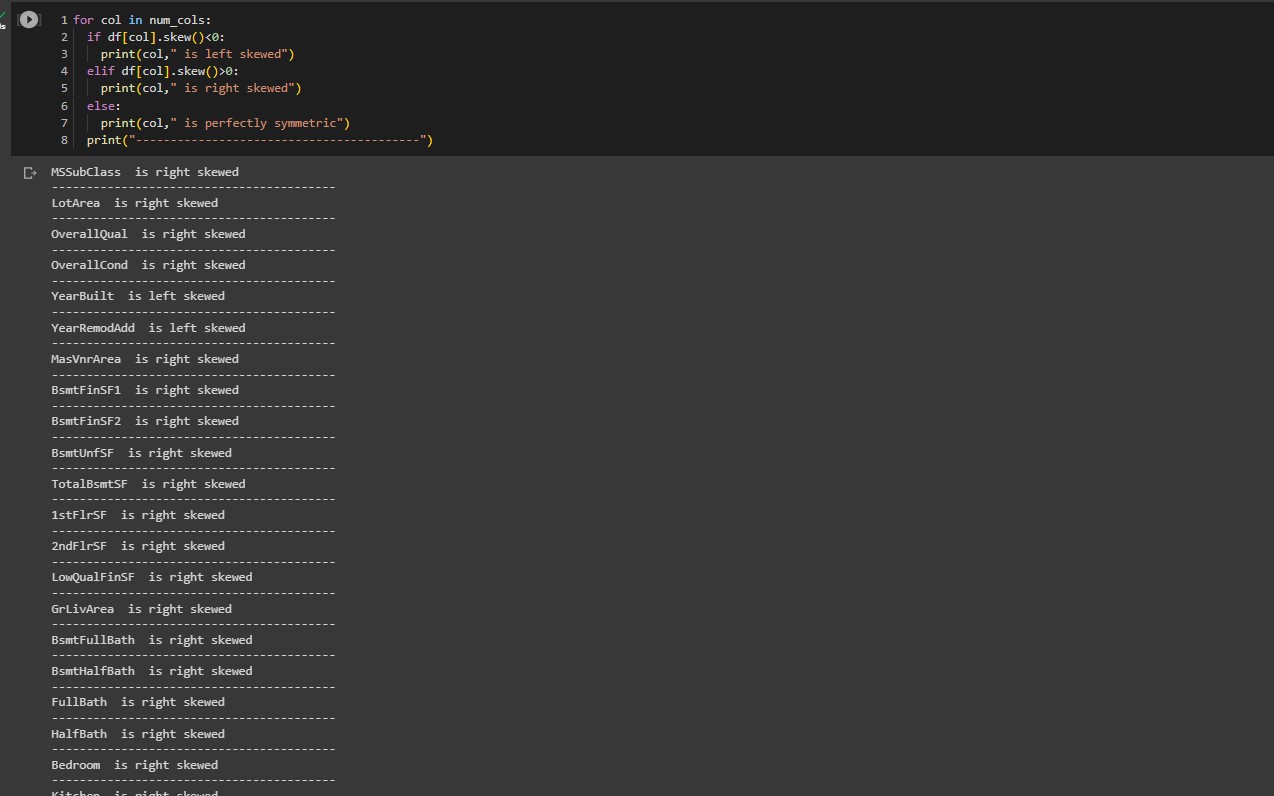 1 for col in num_cols:
2 if df[col].skew()<0:
3 print(col," is left skewed")
4 elif df[col].skew()>0:
5 print(col," is right skewed")
6 else:
7 print(col," is perfectly symmetric")
8 print("-----------------------------------------")
MSSubClass  is right skewed
-----------------------------------------
LotArea  is right skewed
-----------------------------------------
OverallQual  is right skewed
-----------------------------------------
OverallCond  is right skewed
-----------------------------------------
YearBuilt  is left skewed
-----------------------------------------
YearRemodAdd  is left skewed
-----------------------------------------
MasVnrArea  is right skewed
-----------------------------------------
BsmtFinSF1  is right skewed
-----------------------------------------
BsmtFinSF2  is right skewed
-----------------------------------------
BsmtUnfSF  is right skewed
-----------------------------------------
TotalBsmtSF  is right skewed
-----------------------------------------
1stFlrSF  is right skewed
-----------------------------------------
2ndFlrSF  is right skewed
-----------------------------------------
LowQualFinSF  is right skewed
-----------------------------------------
GrLivArea  is right skewed
-----------------------------------------
BsmtFullBath  is right skewed
-----------------------------------------
BsmtHalfBath  is right skewed
-----------------------------------------
FullBath  is right skewed
-----------------------------------------
HalfBath  is right skewed
-----------------------------------------
Bedroom  is right skewed
-----------------------------------------
Kitchen  is right skewed